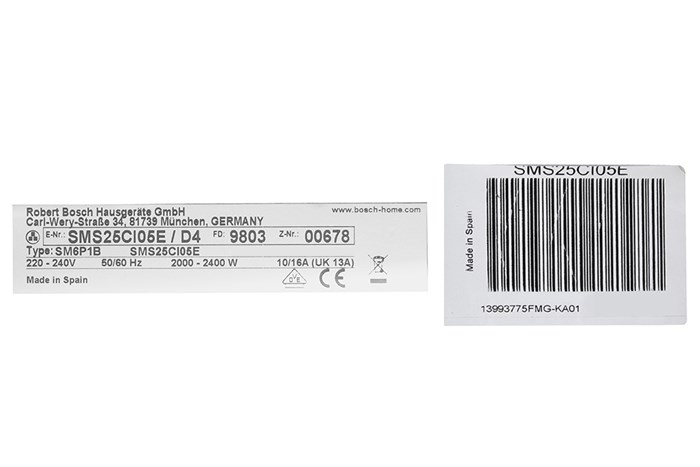 Robert Bosch Hausgeräte GmbH
Carl-Wery-Straße 34, 81739 München, GERMANY
www.bosch-home.com
E-Nr.: SMS25CI05E / D4 FD: 9803 Z-Nr.: 00678
Type: SM6P1B SMS25CI05E
220 - 240V 50/60 Hz 2000 - 2400 W 10/16A (UK 13A)
Made in Spain
SMS25CI05E
Made in Spain
13993775FMG-KA01